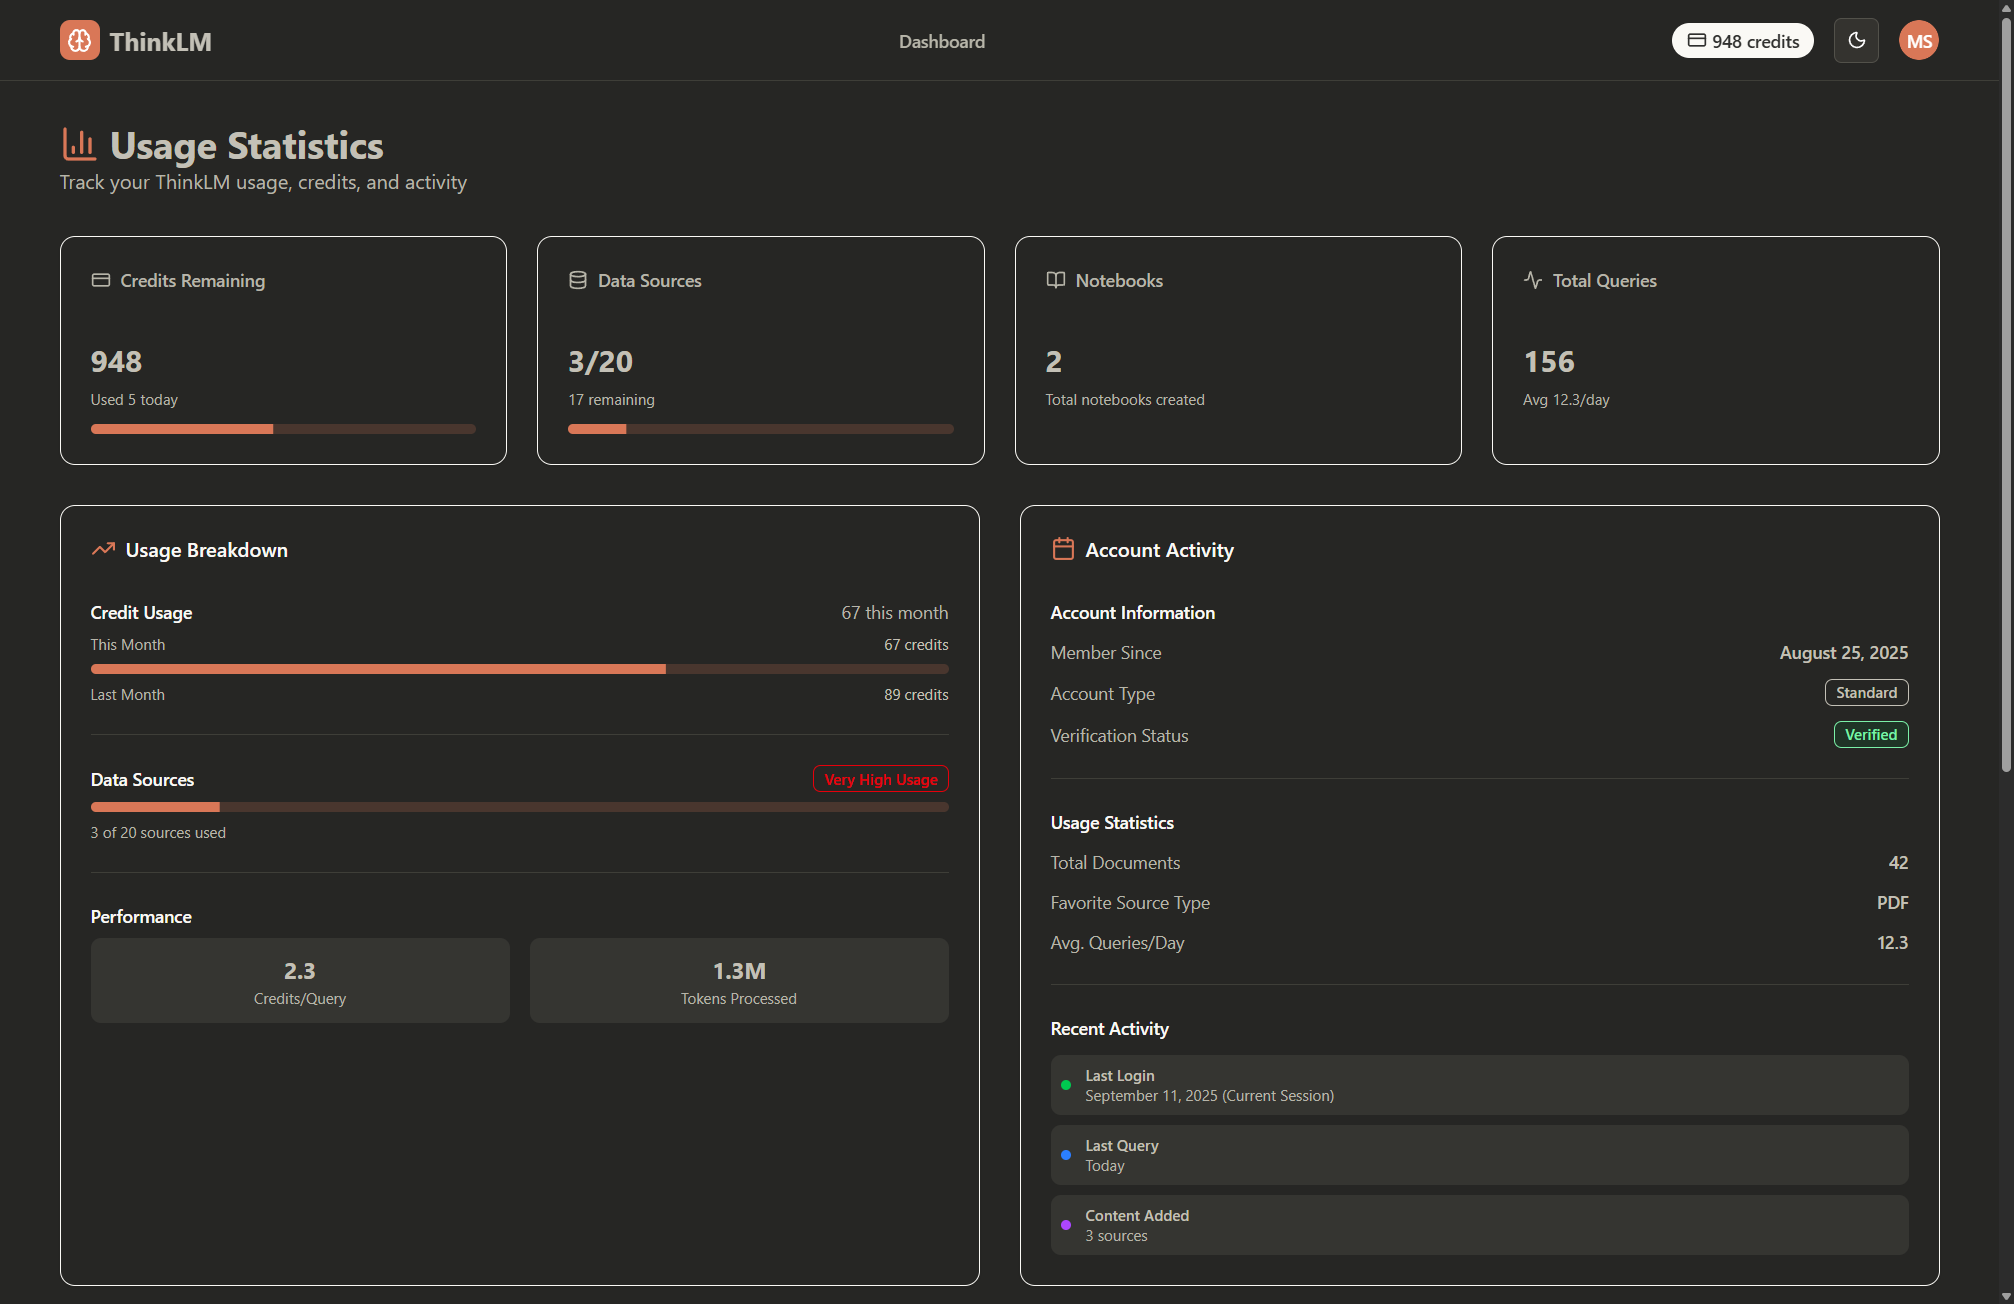 ThinkLM
Dashboard
948 credits
MS
Usage Statistics
Track your ThinkLM usage, credits, and activity
Credits Remaining
948
Used 5 today
Data Sources
3/20
17 remaining
Notebooks
2
Total notebooks created
Total Queries
156
Avg 12.3/day
Usage Breakdown
Credit Usage
67 this month
This Month
67 credits
Last Month
89 credits
Data Sources
Very High Usage
3 of 20 sources used
Performance
2.3
Credits/Query
1.3M
Tokens Processed
Account Activity
Account Information
Member Since
August 25, 2025
Account Type
Standard
Verification Status
Verified
Usage Statistics
Total Documents
42
Favorite Source Type
PDF
Avg. Queries/Day
12.3
Recent Activity
Last Login
September 11, 2025 (Current Session)
Last Query
Today
Content Added
3 sources